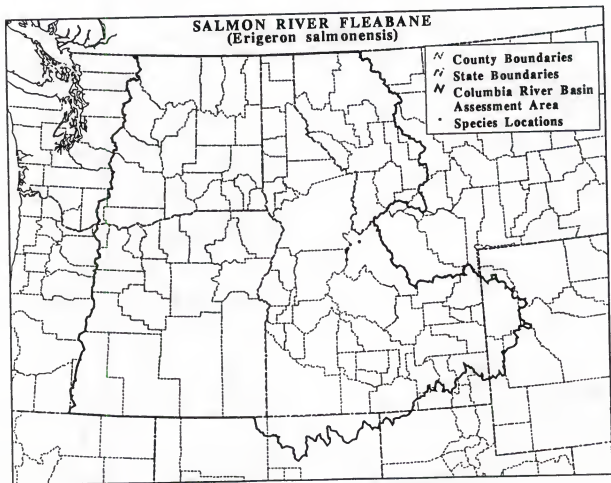 SALMON RIVER FLEABANE
(Erigeron salmonensis)
County Boundaries
State Boundaries
Columbia River Basin
Assessment Area
Species Locations